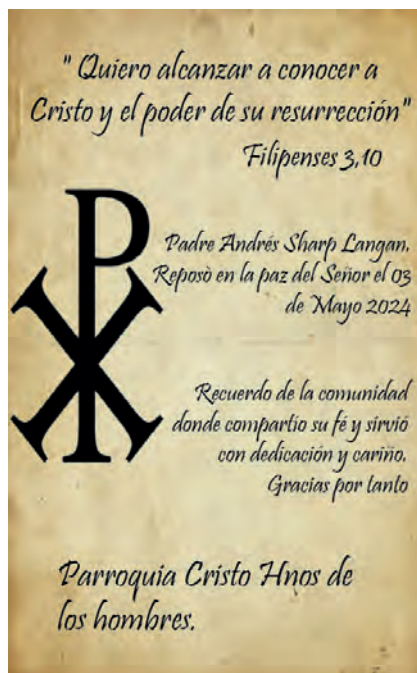 " Quiero alcanzar a conocer a
Cristo y el poder de su resurrección"
Filipenses 3,10
Padre Andrés Sharp Langan.
Reposò en la paz del Señor el 03
de Mayo 2024
Recuerdo de la comunidad
donde compartio su fé y sirvió
con dedicación y cariño.
Gracias por tanto
Parroquia Cristo Hnos de
los hombres.